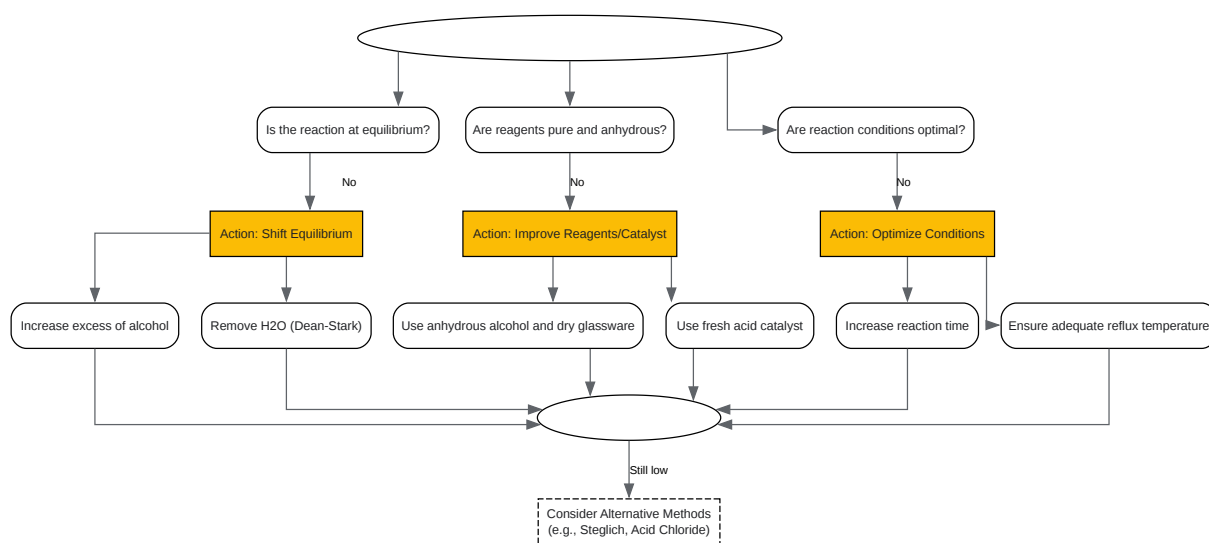 Is the reaction at equilibrium?
Are reagents pure and anhydrous?
Are reaction conditions optimal?
No
No
No
Action: Shift Equilibrium
Action: Improve Reagents/Catalyst
Action: Optimize Conditions
Increase excess of alcohol
Remove H2O (Dean-Stark)
Use anhydrous alcohol and dry glassware
Use fresh acid catalyst
Increase reaction time
Ensure adequate reflux temperature
Still low
Consider Alternative Methods
(e.g., Steglich, Acid Chloride)